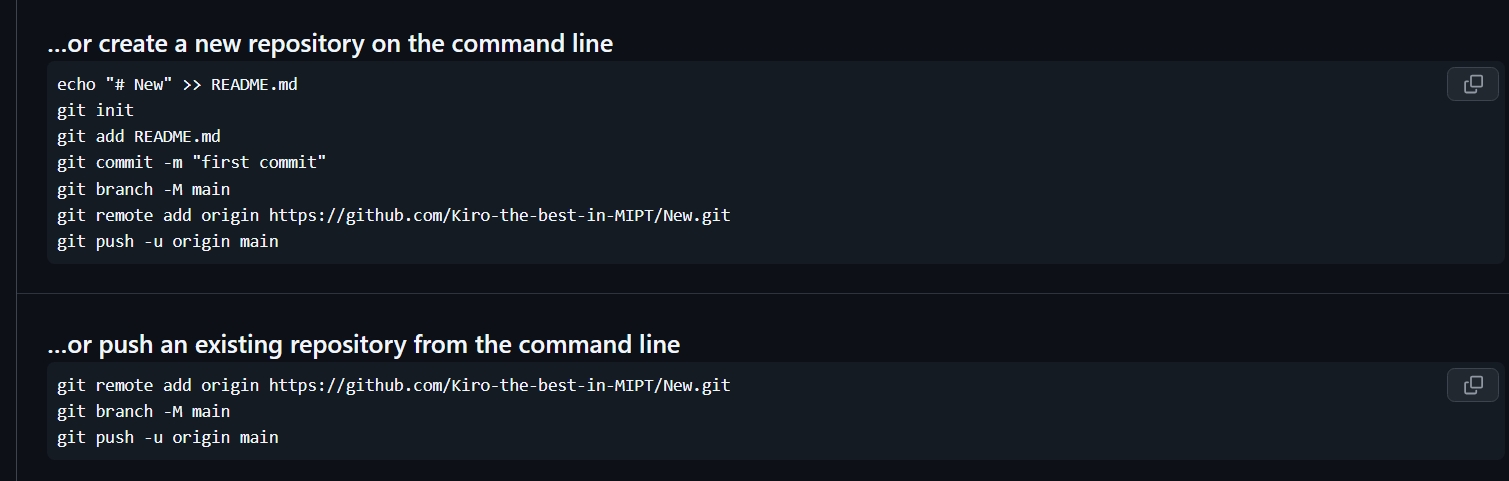 ...or create a new repository on the command line
echo "# New" >> README.md
git init
git add README.md
git commit -m "first commit"
git branch -M main
git remote add origin https://github.com/Kiro-the-best-in-MIPT/New.git
git push -u origin main
...or push an existing repository from the command line
git remote add origin https://github.com/Kiro-the-best-in-MIPT/New.git
git branch -M main
git push -u origin main